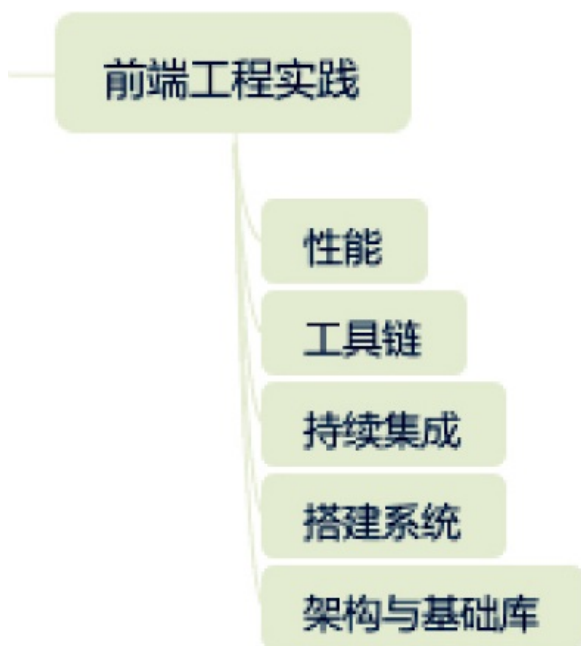 前端工程实践
性能
工具链
持续集成
搭建系统
架构与基础库